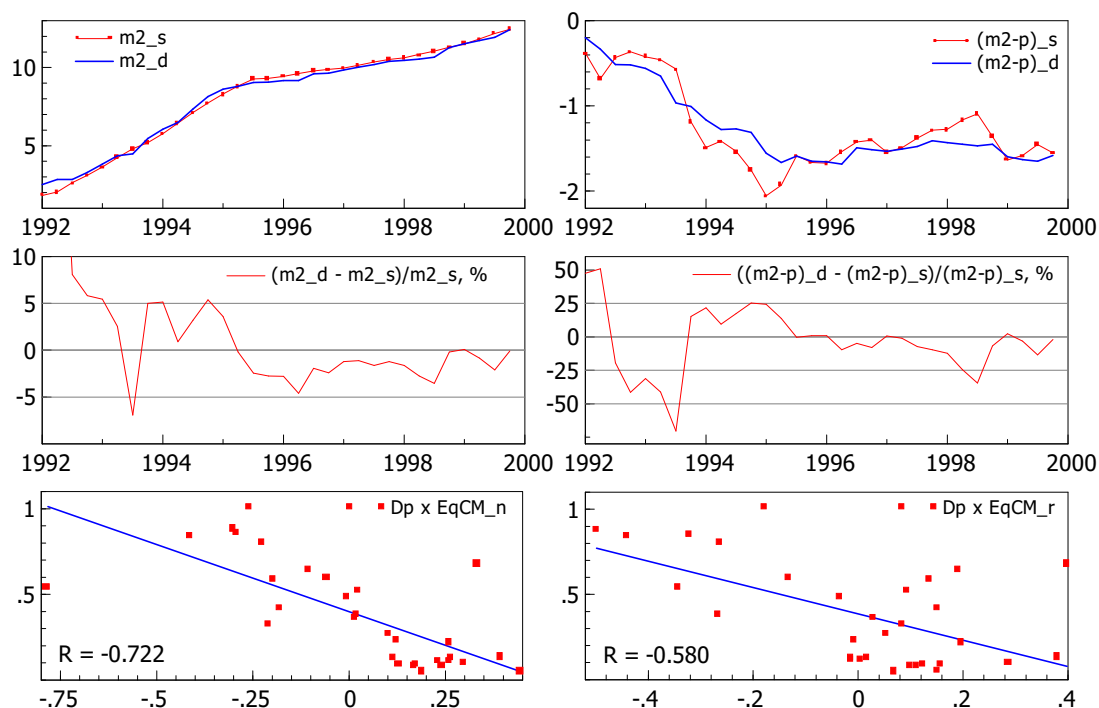 m2_s
m2_d
10
5
1992 1994 1996 1998 2000
(m2-p)_s
(m2-p)_d
0
-1
-2
1992 1994 1996 1998 2000
(m2_d - m2_s)/m2_s, %
10
5
0
-5
1992 1994 1996 1998 2000
((m2-p)_d - (m2-p)_s)/(m2-p)_s, %
50
25
0
-25
-50
1992 1994 1996 1998 2000
Dp x EqCM_n
1
.5
R = -0.722
-.75 -.5 -.25 0 .25
Dp x EqCM_r
1
.5
R = -0.580
-.4 -.2 0 .2 .4